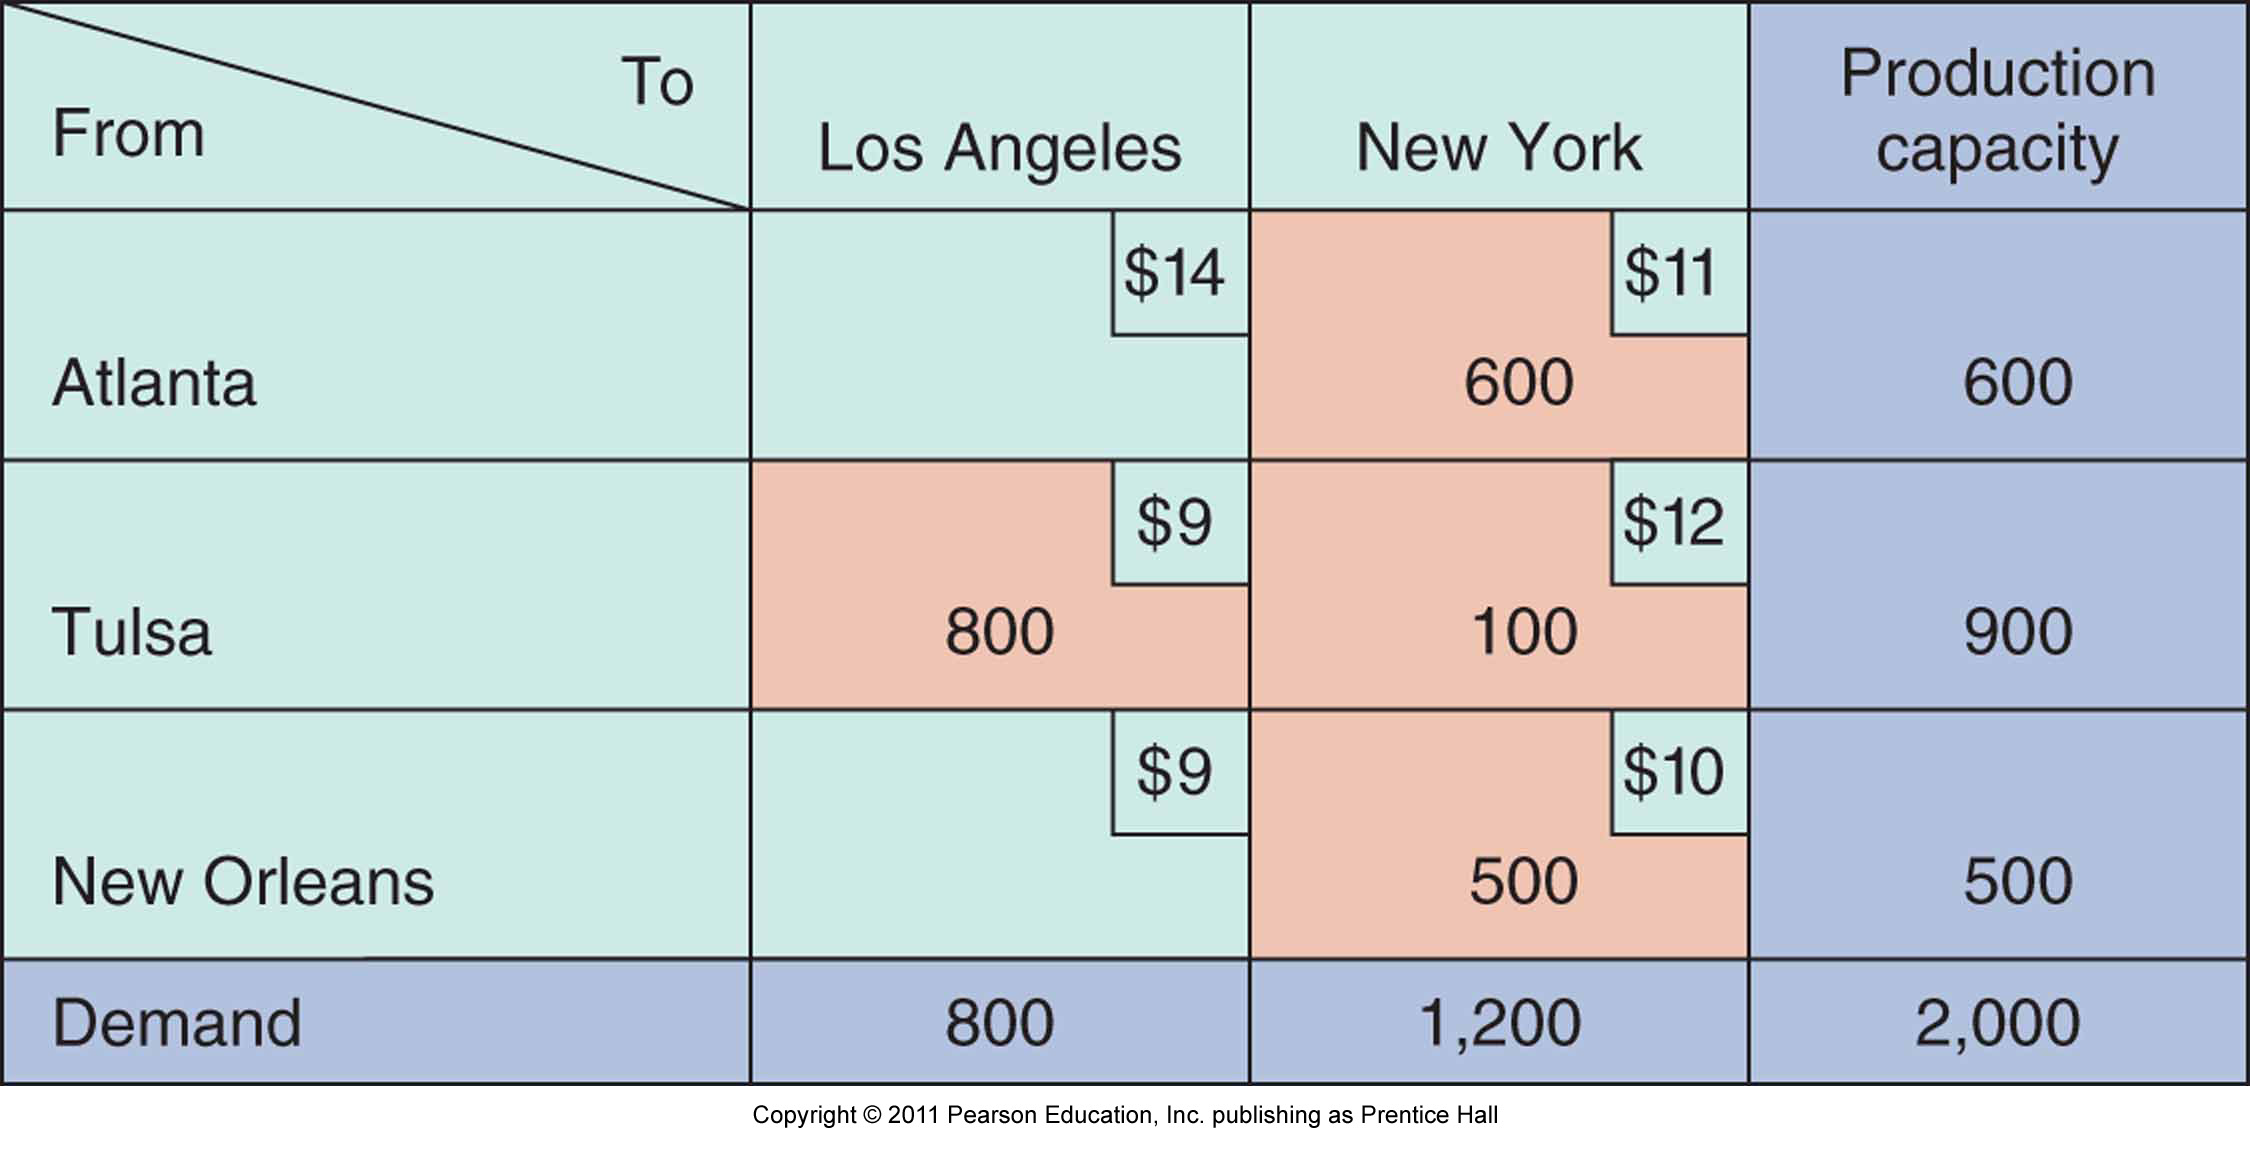 To
From
Los Angeles
New York
Production
capacity
Atlanta
$14
$11
600
600
Tulsa
$9
800
$12
100
900
New Orleans
$9
$10
500
500
Demand
800
1,200
2,000
Copyright © 2011 Pearson Education, Inc. publishing as Prentice Hall